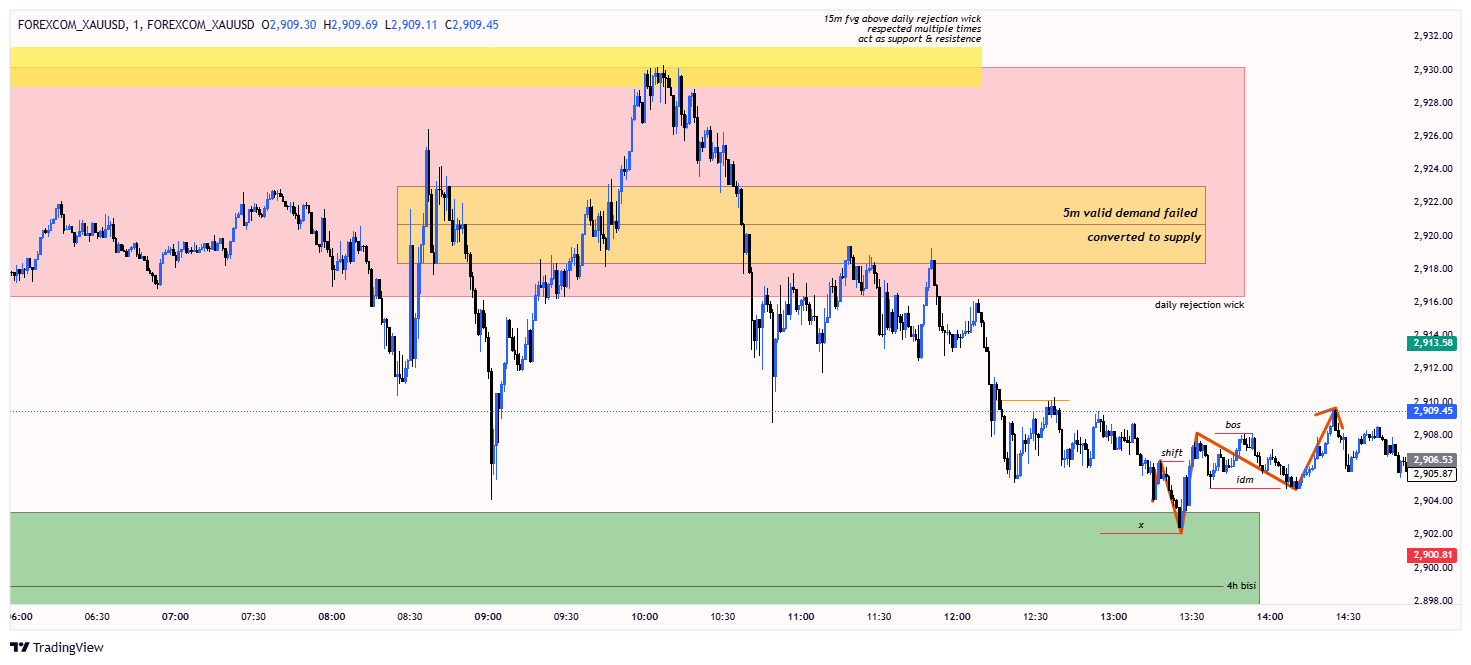 FOREXCOM_XAUUSD, 1, FOREXCOM_XAUUSD O2,909.30 H2,909.69 L2,909.11 C2,909.45
15m fvg above daily rejection wick
respected multiple times
act as support & resistence
5m valid demand failed
converted to supply
daily rejection wick
bos
shift
idm
x
4h bisi
2,932.00
2,930.00
2,928.00
2,926.00
2,924.00
2,922.00
2,920.00
2,918.00
2,916.00
2,914.00
2,913.58
2,912.00
2,910.00
2,909.45
2,908.00
2,906.53
2,905.87
2,904.00
2,902.00
2,900.81
2,900.00
2,898.00
6:00 06:30 07:00 07:30 08:00 08:30 09:00 09:30 10:00 10:30 11:00 11:30 12:00 12:30 13:00 13:30 14:00 14:30
TradingView